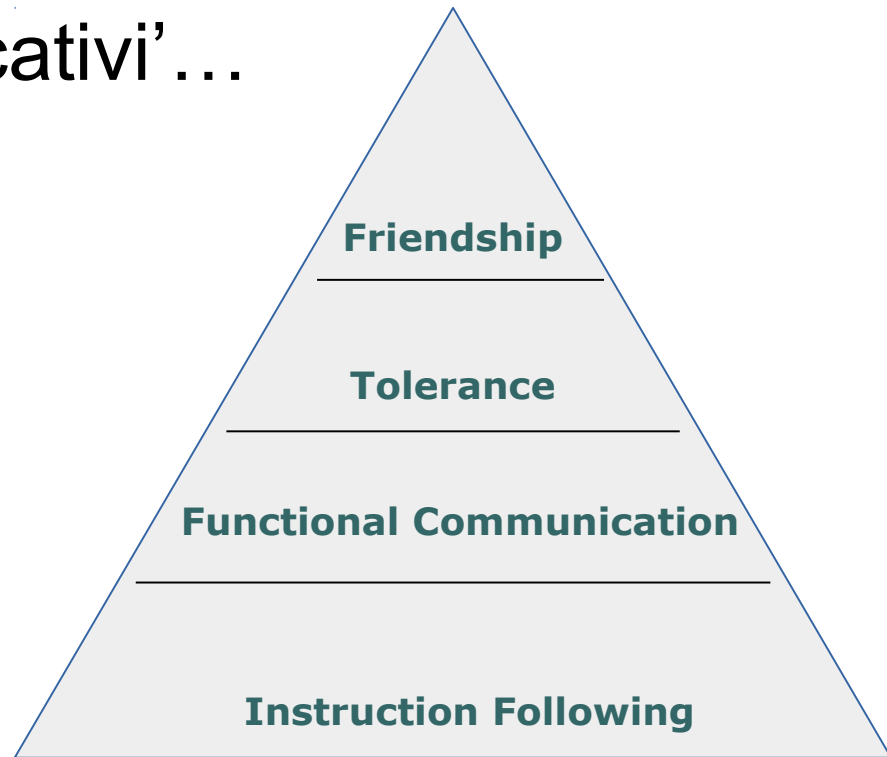 cativi’…
Friendship
Tolerance
Functional Communication
Instruction Following